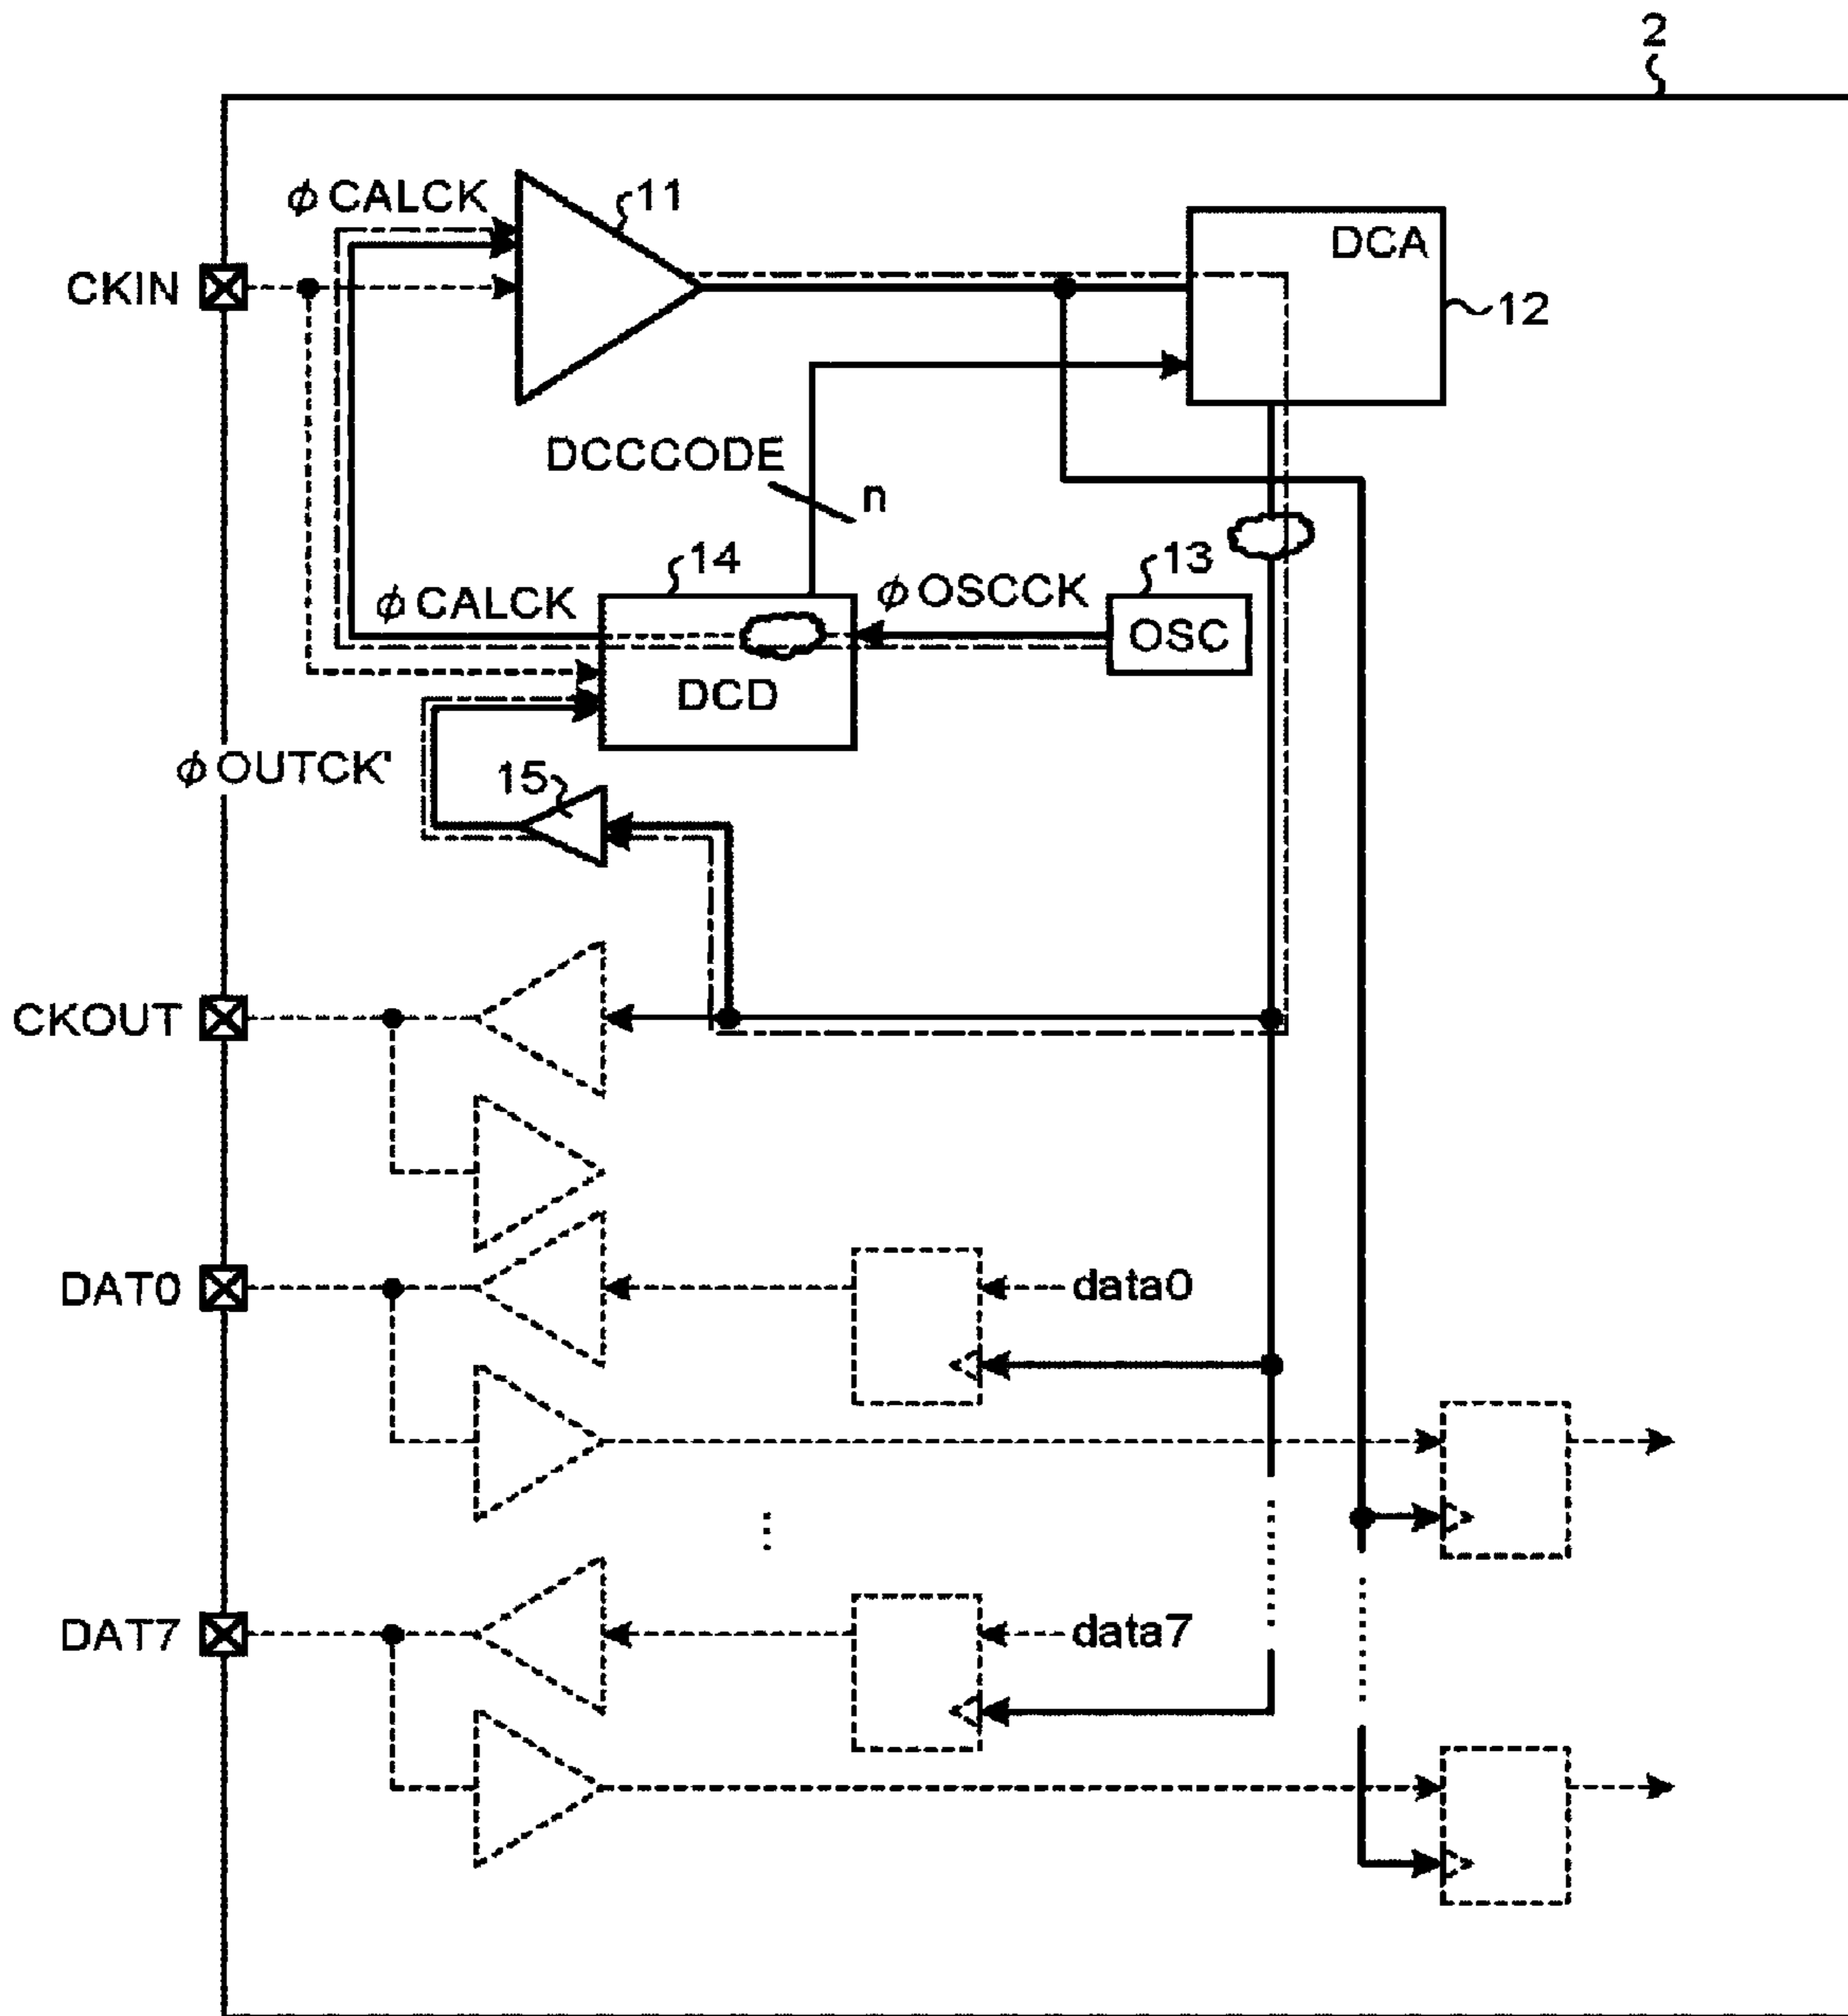 2
φCALCK
11
DCA
CKIN
12
DCCCODE
n
14
13
φCALCK
φOSCCK
OSC
DCD
φOUTCK'
15
CKOUT
DAT0
data0
DAT7
data7